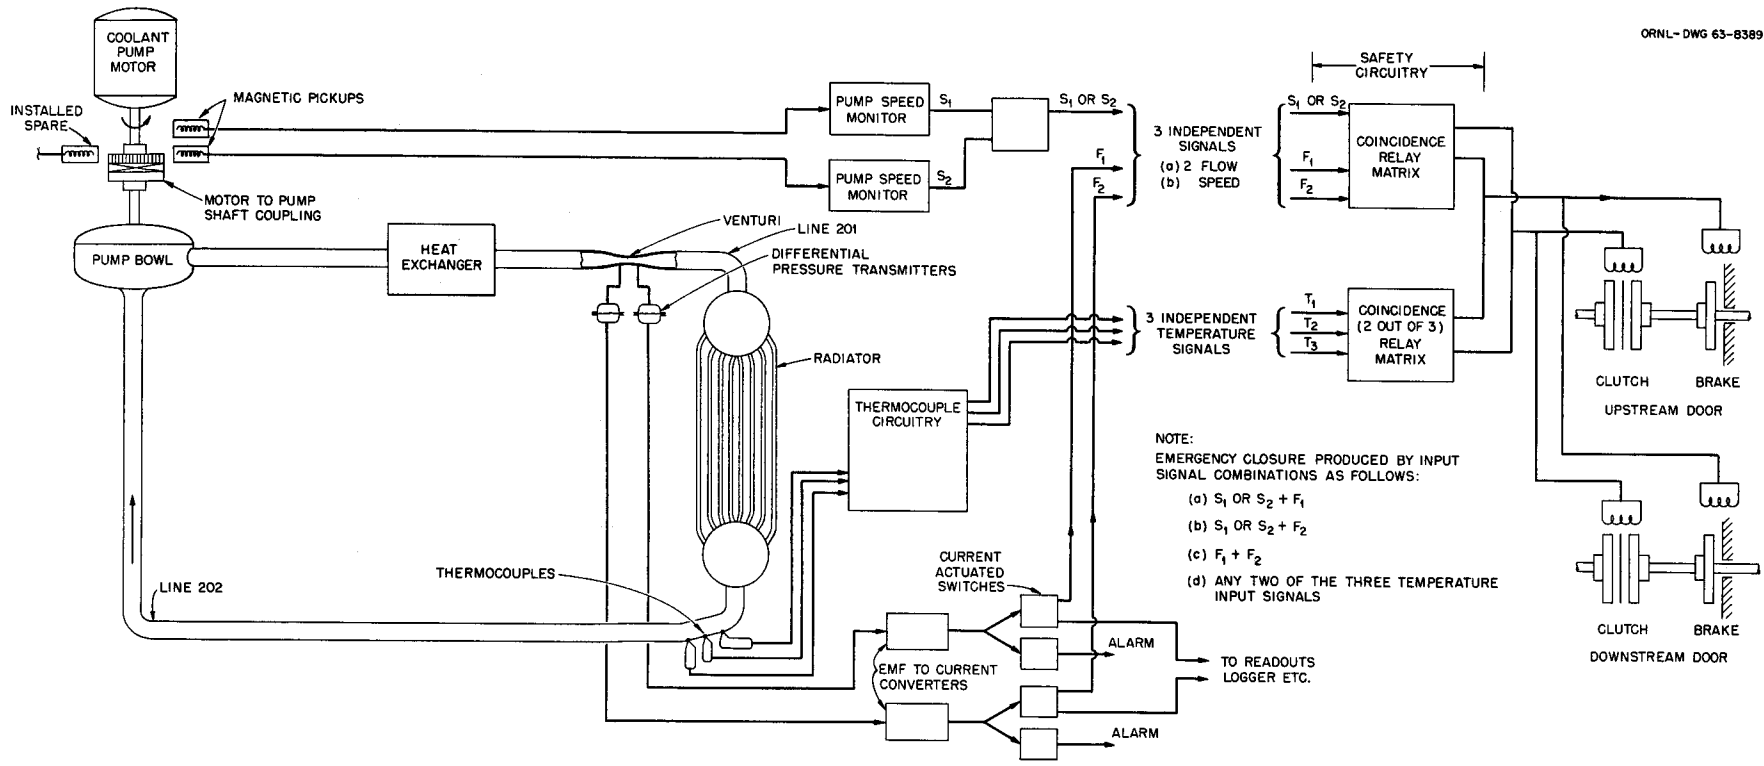 ORNL-DWG 63-8389
COOLANT
PUMP
MOTOR
INSTALLED
SPARE
MAGNETIC PICKUPS
MOTOR TO PUMP
SHAFT COUPLING
PUMP BOWL
HEAT
EXCHANGER
VENTURI
LINE 201
DIFFERENTIAL
PRESSURE TRANSMITTERS
RADIATOR
THERMOCOUPLES
LINE 202
PUMP SPEED
MONITOR
S₁
PUMP SPEED
MONITOR
S₂
S₁ OR S₂
F₁
F₂
3 INDEPENDENT
SIGNALS
(a) 2 FLOW
(b) SPEED
SAFETY
CIRCUITRY
S₁ OR S₂
F₁
F₂
COINCIDENCE
RELAY
MATRIX
3 INDEPENDENT
TEMPERATURE
SIGNALS
T₁
T₂
T₃
COINCIDENCE
(2 OUT OF 3)
RELAY
MATRIX
THERMOCOUPLE
CIRCUITRY
CURRENT
ACTUATED
SWITCHES
ALARM
EMF TO CURRENT
CONVERTERS
ALARM
TO READOUTS
LOGGER ETC.
NOTE:
EMERGENCY CLOSURE PRODUCED BY INPUT
SIGNAL COMBINATIONS AS FOLLOWS:
(a) S₁ OR S₂ + F₁
(b) S₁ OR S₂ + F₂
(c) F₁ + F₂
(d) ANY TWO OF THE THREE TEMPERATURE
INPUT SIGNALS
CLUTCH
BRAKE
UPSTREAM DOOR
CLUTCH
BRAKE
DOWNSTREAM DOOR